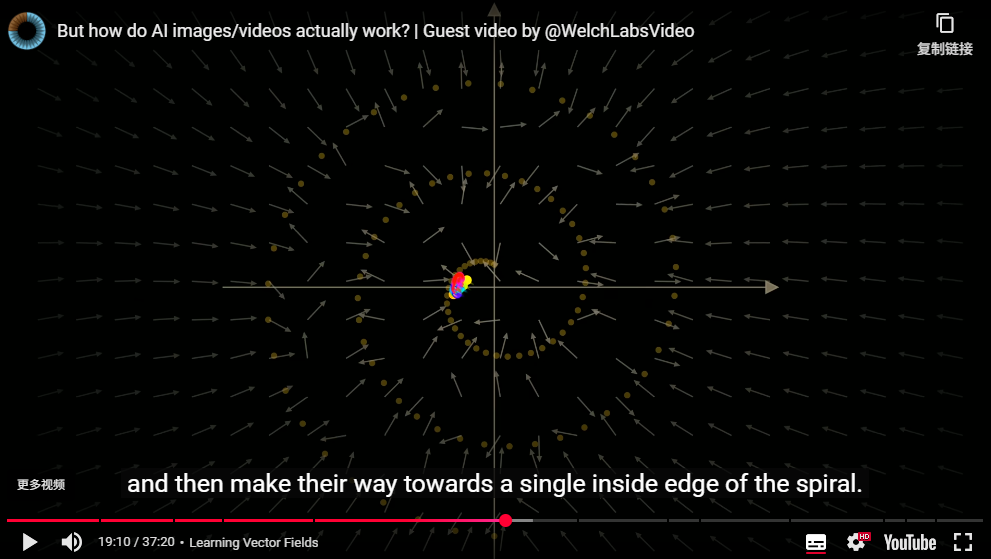 But how do AI images/videos actually work? | Guest video by @WelchLabsVideo
复制链接
更多视频
and then make their way towards a single inside edge of the spiral.
19:10 / 37:20 • Learning Vector Fields
HD
YouTube